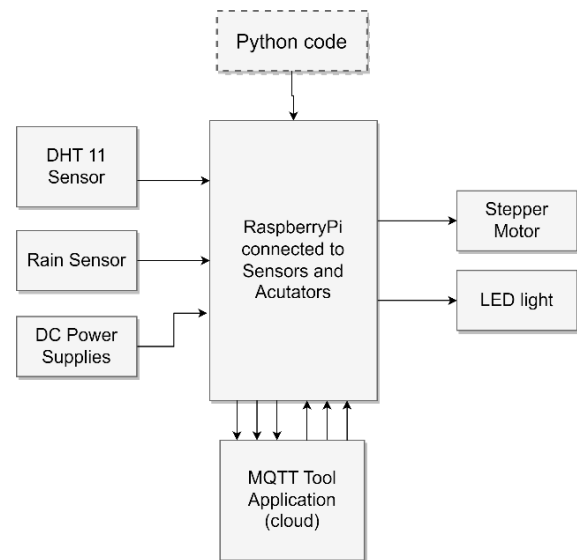 Python code
DHT 11
Sensor
Rain Sensor
DC Power
Supplies
RaspberryPi
connected to
Sensors and
Acutators
Stepper
Motor
LED light
MQTT Tool
Application
(cloud)